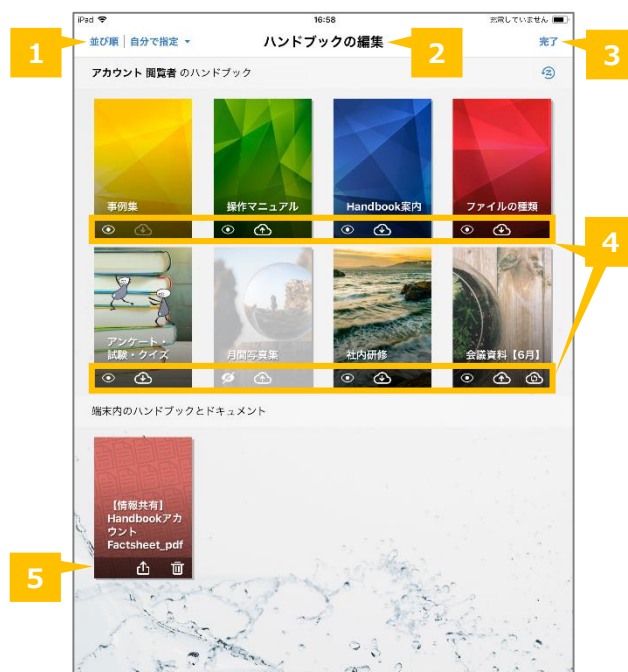 iPad 16:58 充電していません
並び順 自分で指定 ハンドブックの編集 完了
1
2
3
アカウント 閲覧者 のハンドブック
事例集
操作マニュアル
Handbook案内
ファイルの種類
4
アンケート・
試験・クイズ
月間写真集
社内研修
会議資料【6月】
端末内のハンドブックとドキュメント
【情報共有】
Handbookアカ
ウント
Factsheet_pdf
5